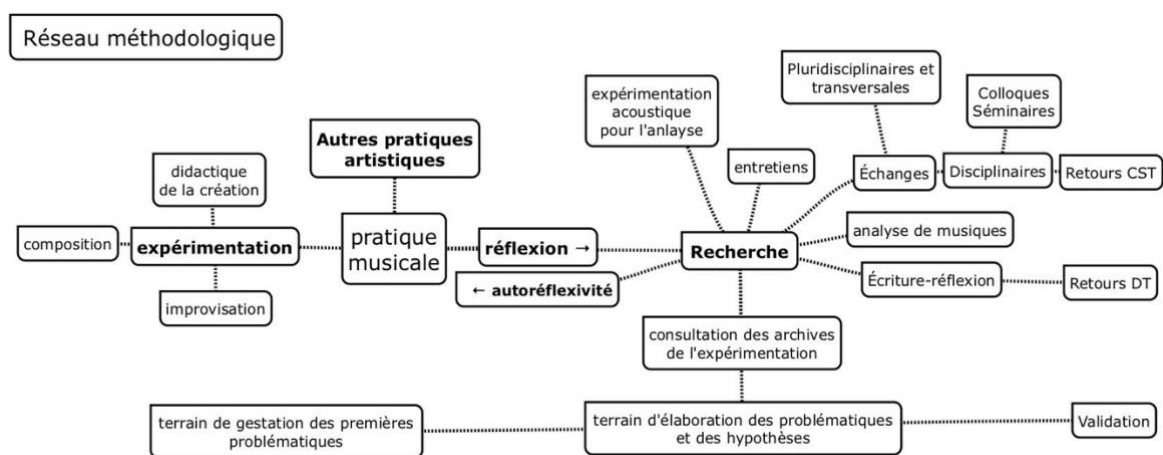 Réseau méthodologique
Pluridisciplinaires et
transversales
Colloques
Séminaires
expérimentation
acoustique
pour l'anlayse
Autres pratiques
artistiques
entretiens
didactique
de la création
Échanges
Disciplinaires
Retours CST
composition
expérimentation
pratique
musicale
réflexion →
Recherche
analyse de musiques
← autoréflexivité
Écriture-réflexion
Retours DT
improvisation
consultation des archives
de l'expérimentation
terrain de gestation des premières
problématiques
terrain d'élaboration des problématiques
et des hypothèses
Validation